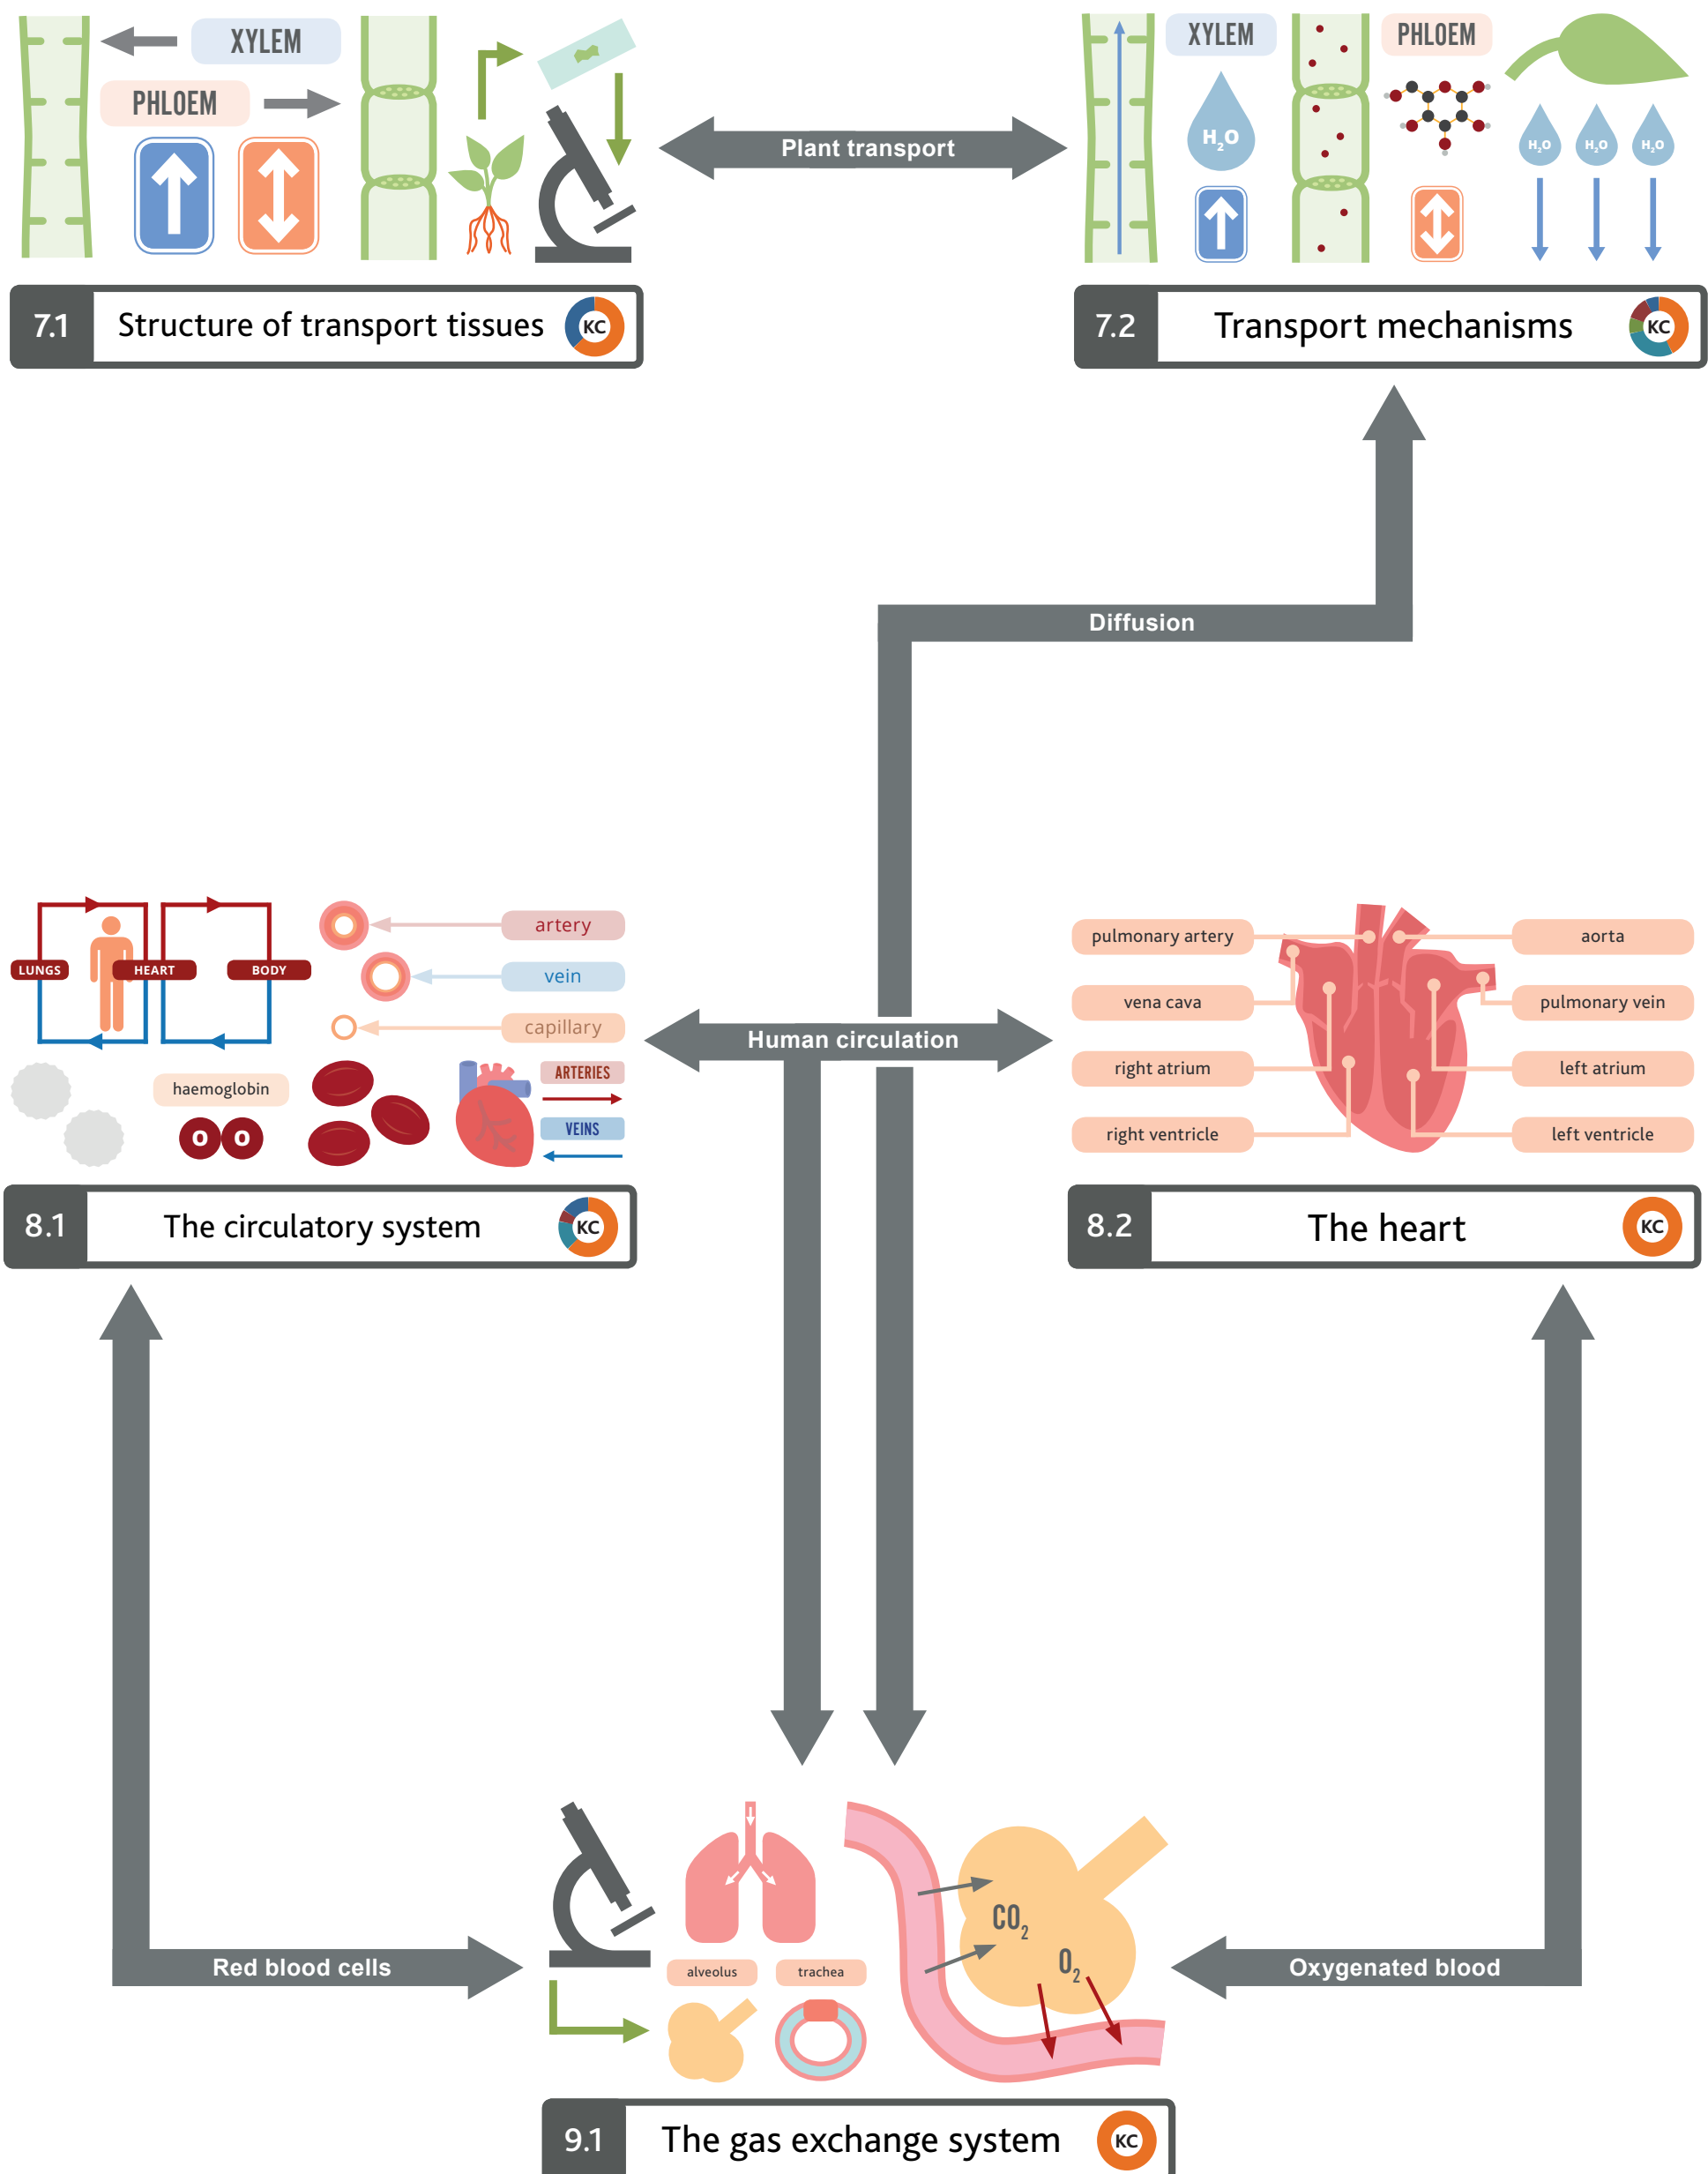 XYLEM
PHLOEM
Plant transport
XYLEM
PHLOEM
H₂O
H₂O
H₂O
H₂O
7.1 Structure of transport tissues KC
7.2 Transport mechanisms KC
Diffusion
LUNGS
HEART
BODY
artery
vein
capillary
haemoglobin
O O
ARTERIES
VEINS
Human circulation
pulmonary artery
vena cava
right atrium
right ventricle
aorta
pulmonary vein
left atrium
left ventricle
8.1 The circulatory system KC
8.2 The heart KC
Red blood cells
alveolus
trachea
CO₂
O₂
Oxygenated blood
9.1 The gas exchange system KC